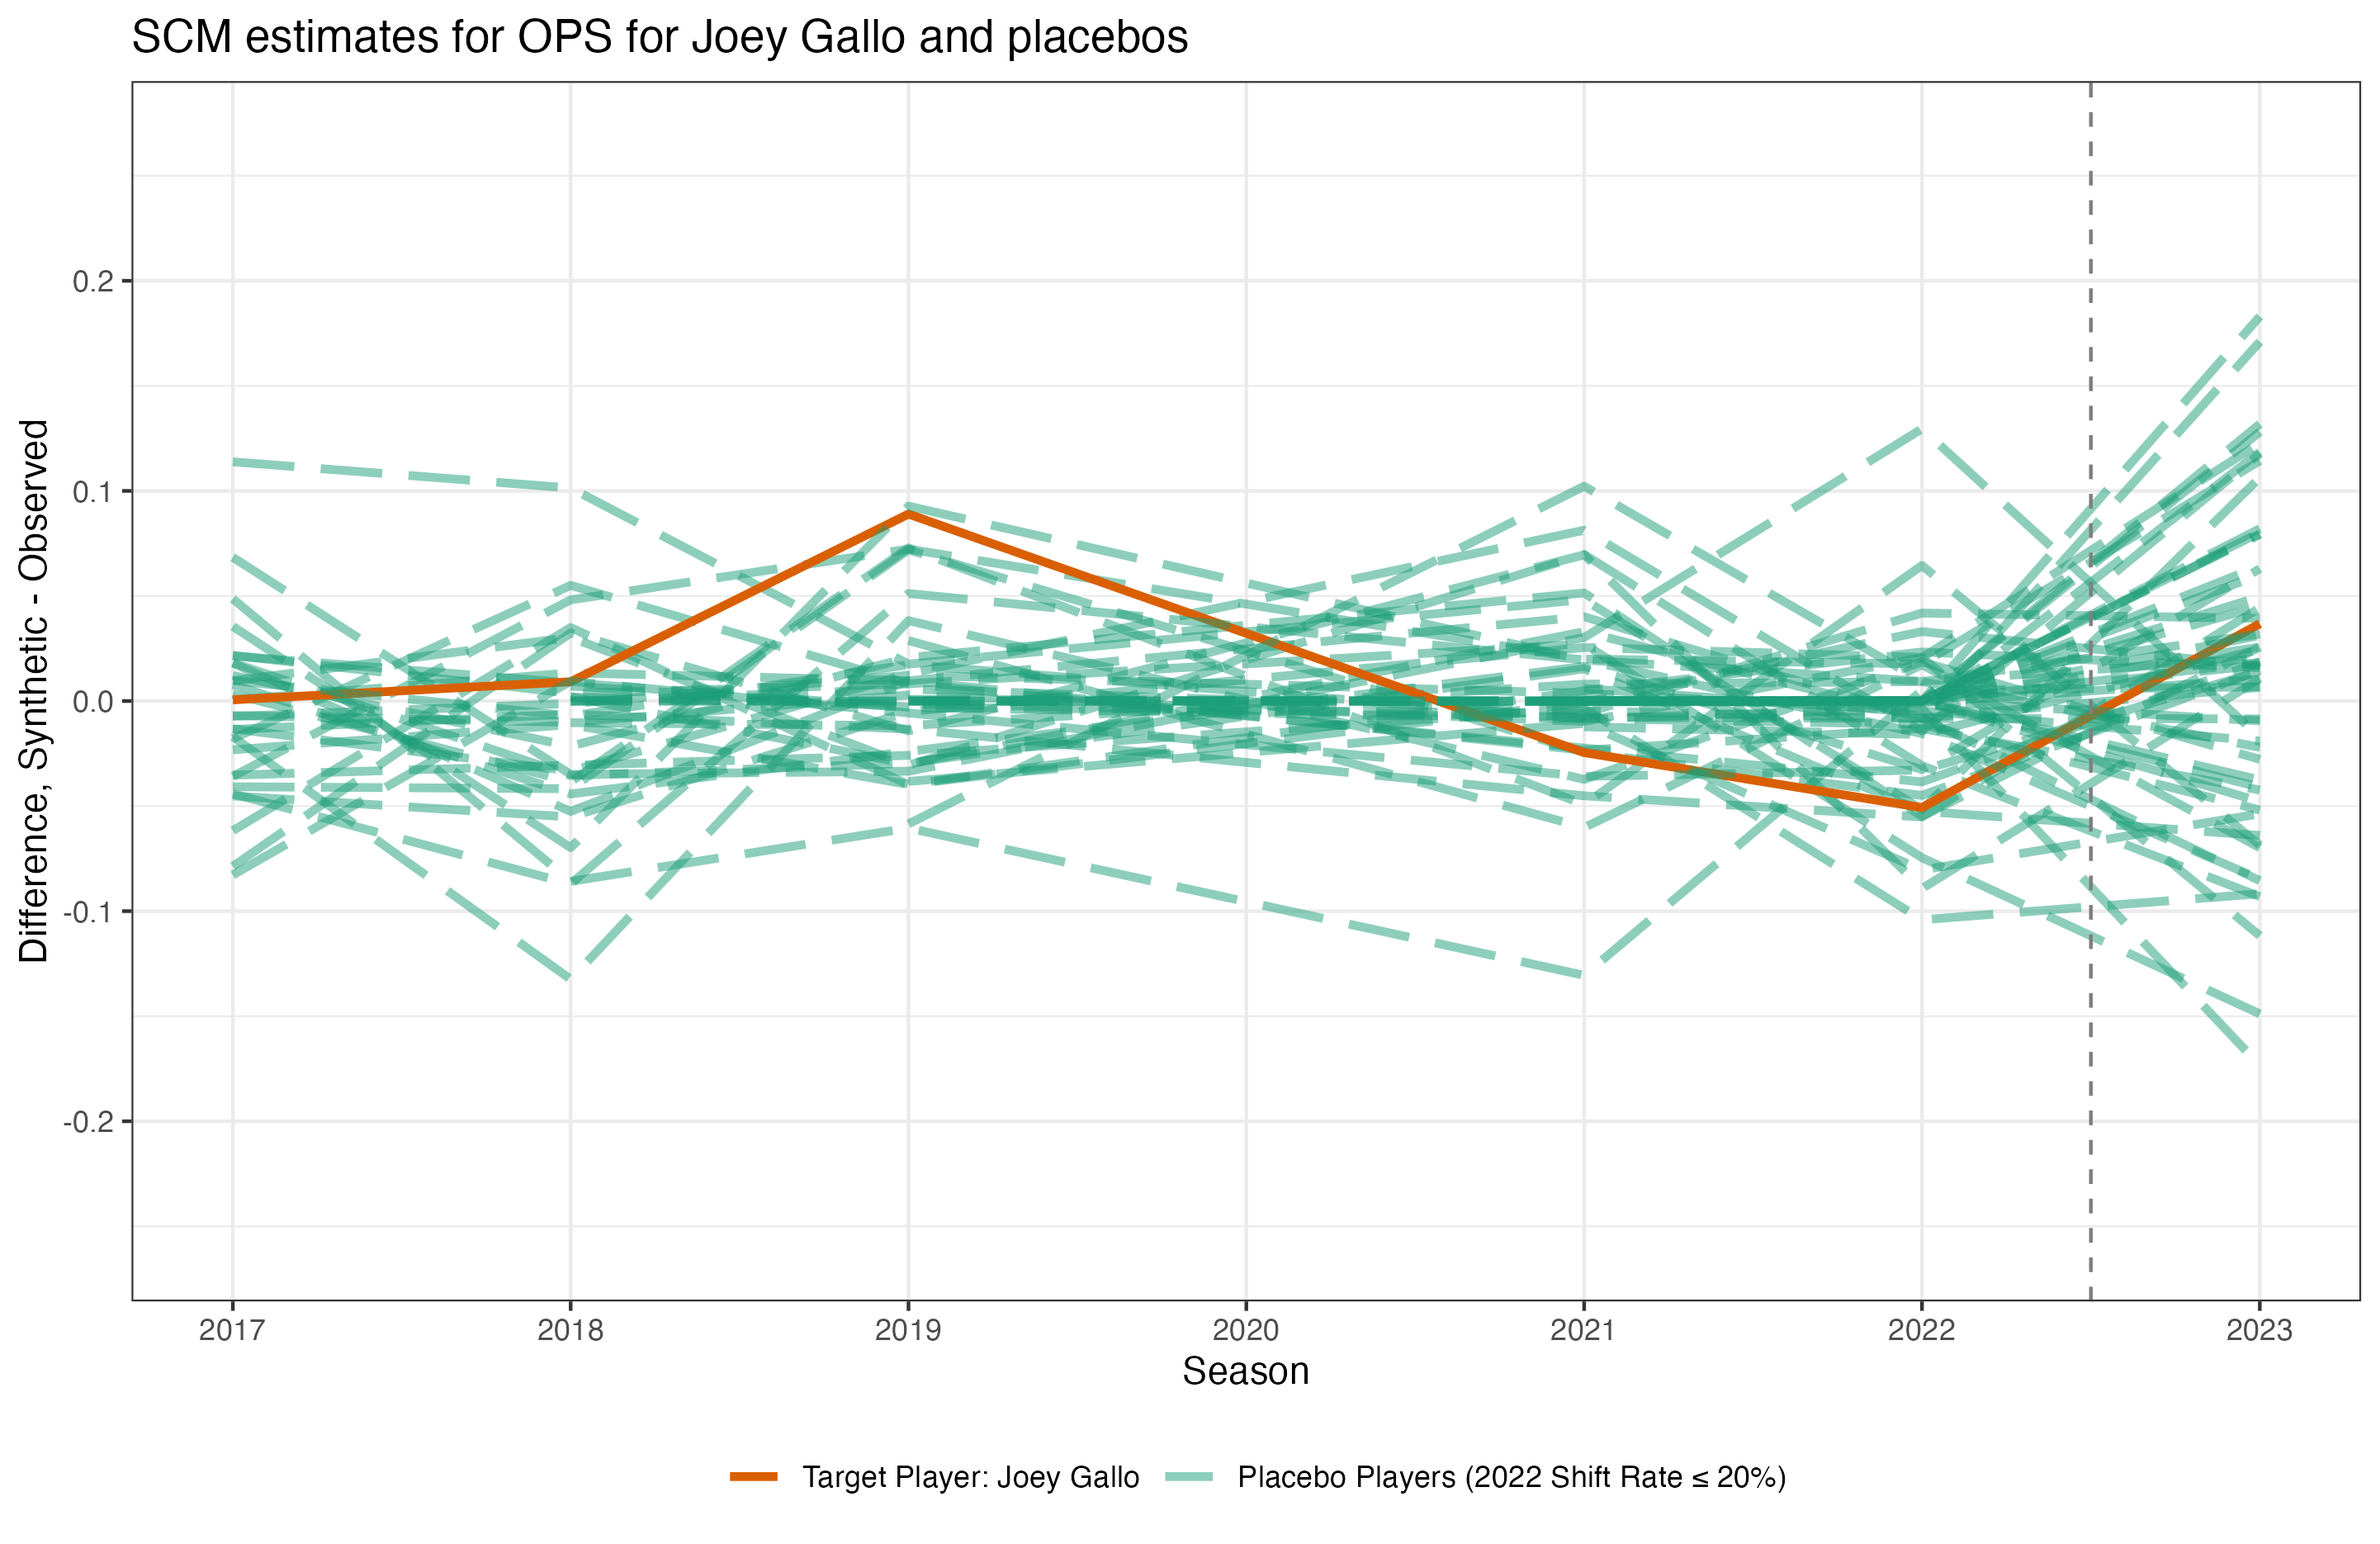 SCM estimates for OPS for Joey Gallo and placebos
Difference, Synthetic - Observed
0.2
0.1
0.0
-0.1
-0.2
2017 2018 2019 2020 2021 2022 2023
Season
Target Player: Joey Gallo Placebo Players (2022 Shift Rate ≤ 20%)